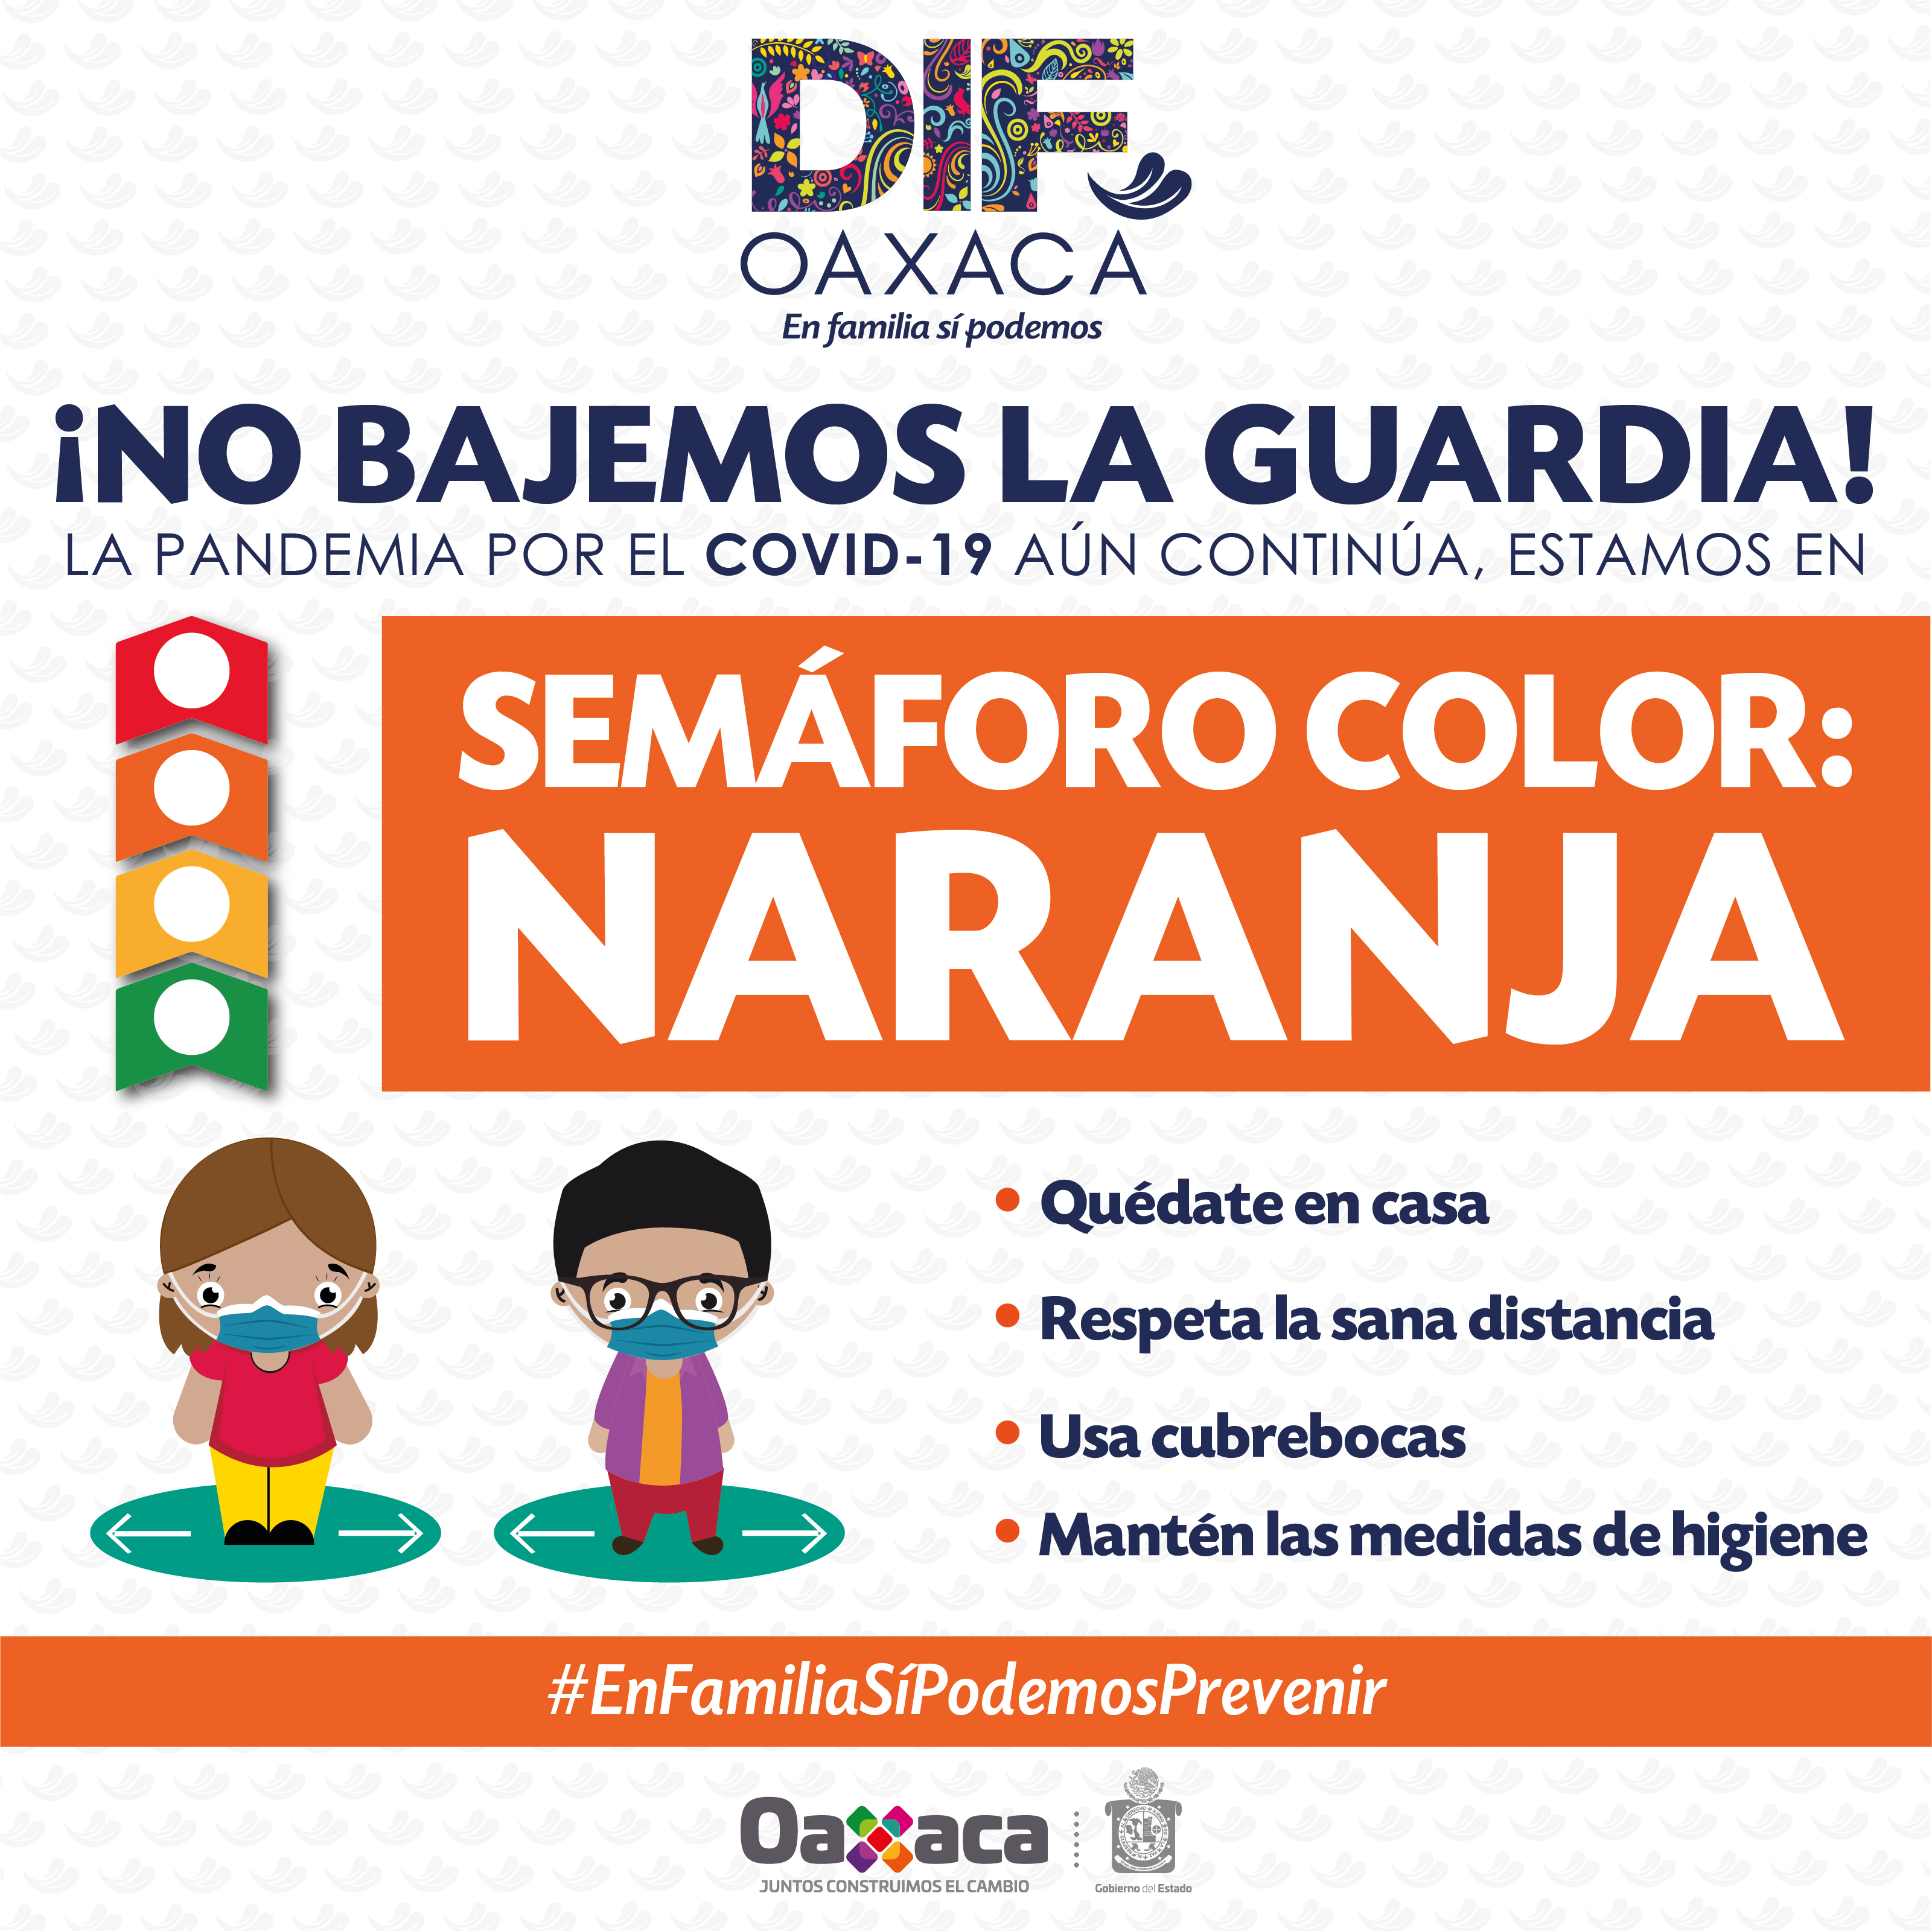 DIF
OAXACA
En familia sí podemos
¡NO BAJEMOS LA GUARDIA!
LA PANDEMIA POR EL COVID-19 AÚN CONTINÚA, ESTAMOS EN
SEMÁFORO COLOR:
NARANJA
• Quédate en casa
• Respeta la sana distancia
• Usa cubrebocas
• Mantén las medidas de higiene
#EnFamiliaSíPodemosPrevenir
Oaxaca
JUNTOS CONSTRUIMOS EL CAMBIO
Gobierno del Estado